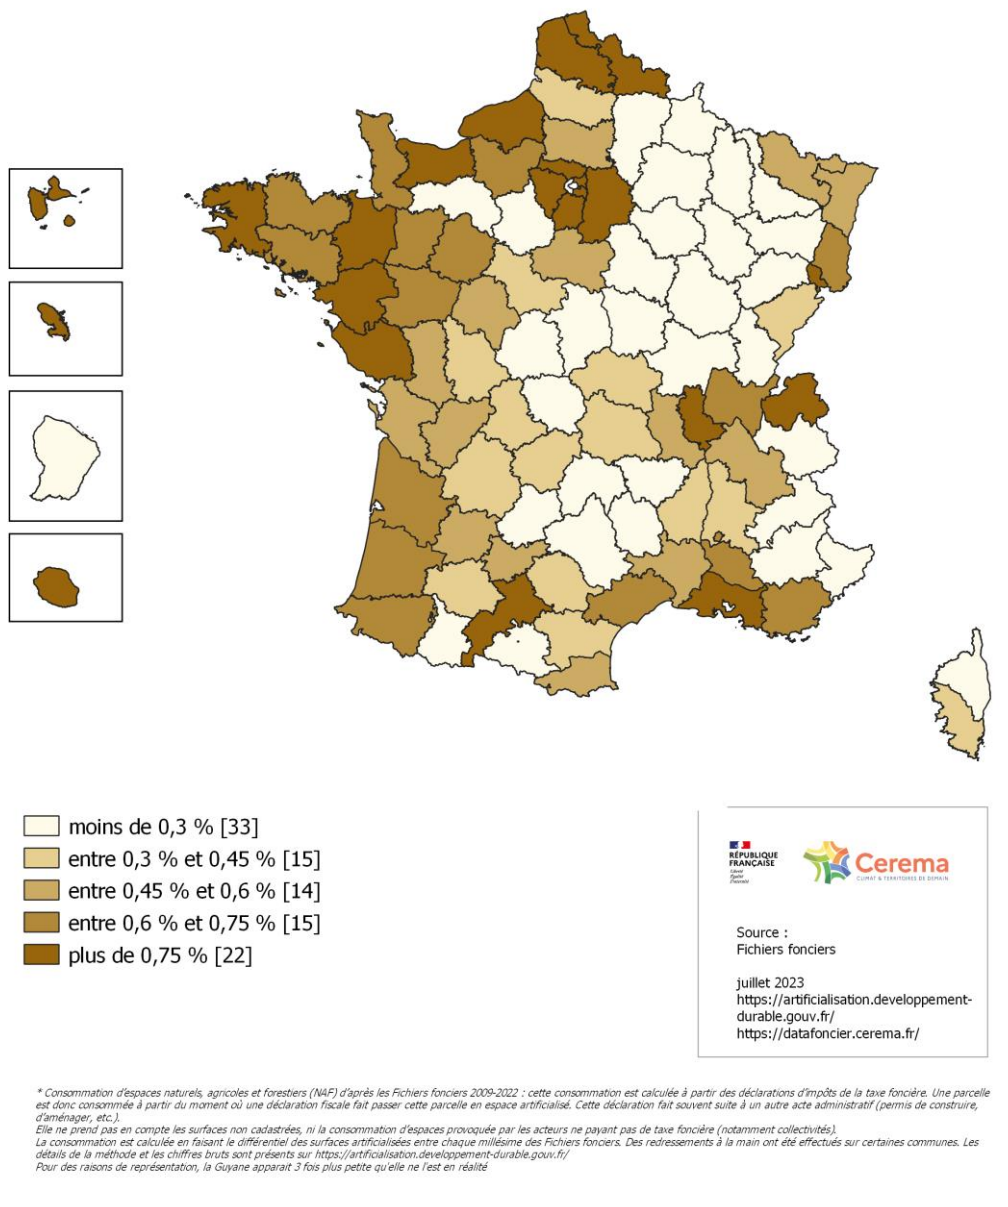 moins de 0,3 % [33]
entre 0,3 % et 0,45 % [15]
entre 0,45 % et 0,6 % [14]
entre 0,6 % et 0,75 % [15]
plus de 0,75 % [22]
RÉPUBLIQUE
FRANÇAISE
Liberté
Égalité
Fraternité
Cerema
CLIMAT & TERRITOIRES DE DEMAIN
Source :
Fichiers fonciers
juillet 2023
https://artificialisation.developpement-
durable.gouv.fr/
https://datafoncier.cerema.fr/
* Consommation d'espaces naturels, agricoles et forestiers (NAF) d'après les Fichiers fonciers 2009-2022 : cette consommation est calculée à partir des déclarations d'impôts de la taxe foncière. Une parcelle
est donc consommée à partir du moment où une déclaration fiscale fait passer cette parcelle en espace artificialisé. Cette déclaration fait souvent suite à un autre acte administratif (permis de construire,
d'aménager, etc.).
Elle ne prend pas en compte les surfaces non cadastrées, ni la consommation d'espaces provoquée par les acteurs ne payant pas de taxe foncière (notamment collectivités).
La consommation est calculée en faisant le différentiel des surfaces artificialisées entre chaque millésime des Fichiers fonciers. Des redressements à la main ont été effectués sur certaines communes. Les
détails de la méthode et les chiffres bruts sont présents sur https://artificialisation.developpement-durable.gouv.fr/
Pour des raisons de représentation, la Guyane apparait 3 fois plus petite qu'elle ne l'est en réalité